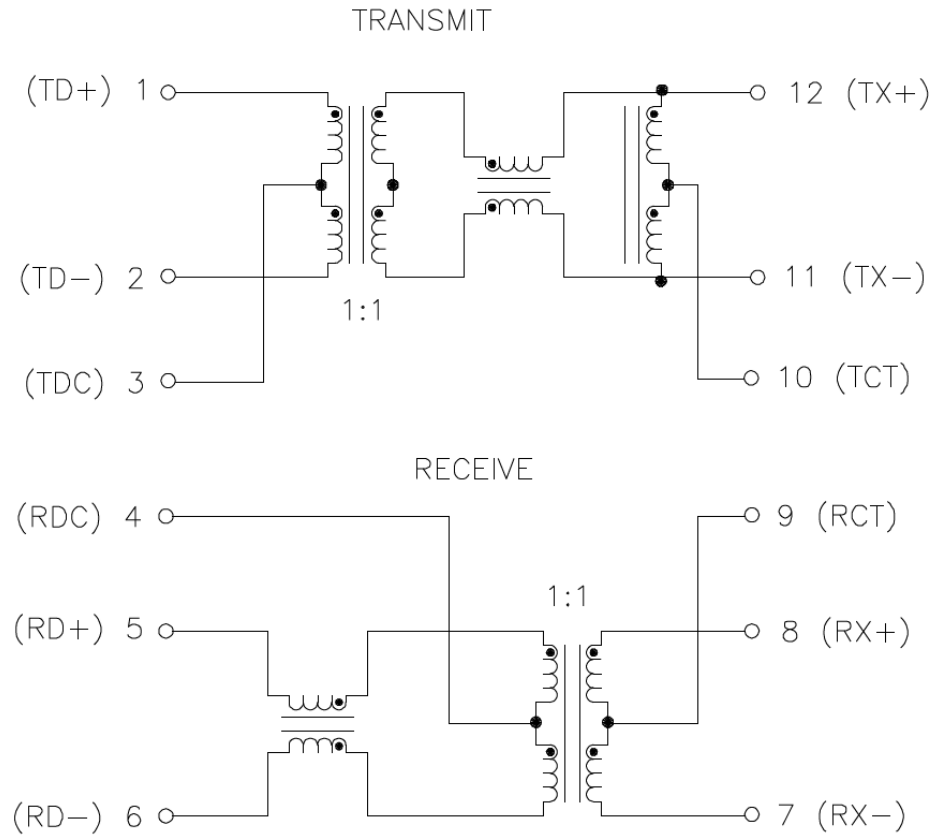 TRANSMIT
(TD+) 1
12 (TX+)
(TD-) 2
11 (TX-)
1:1
(TDC) 3
10 (TCT)
RECEIVE
(RDC) 4
9 (RCT)
1:1
(RD+) 5
8 (RX+)
(RD-) 6
7 (RX-)